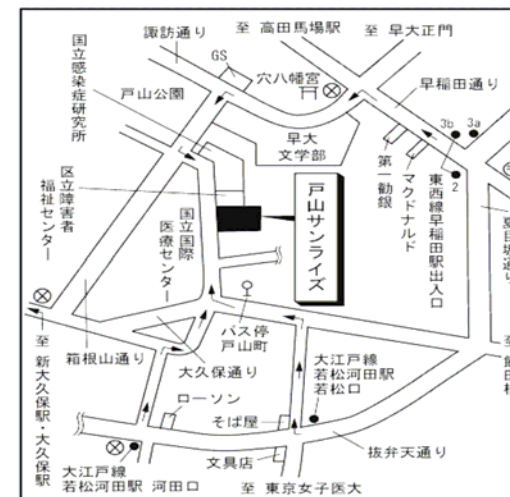 至 高田馬場駅
至 早大正門
諏訪通り
GS
国立感染症研究所
戸山公園
穴八幡宮
早稲田通り
3b
3a
早大
文学部
第一勧銀
マクドナルド
東西線早稲田駅出入口
2
区立障害者
福祉センター
国立国際
医療センター
戸山サンライズ
至 新大久保駅・大久保駅
箱根山通り
大久保通り
バス停
戸山町
大江戸線
若松河田駅
若松口
ローソン
そば屋
文具店
抜弁天通り
大江戸線
若松河田駅 河田口
至 東京女子医大